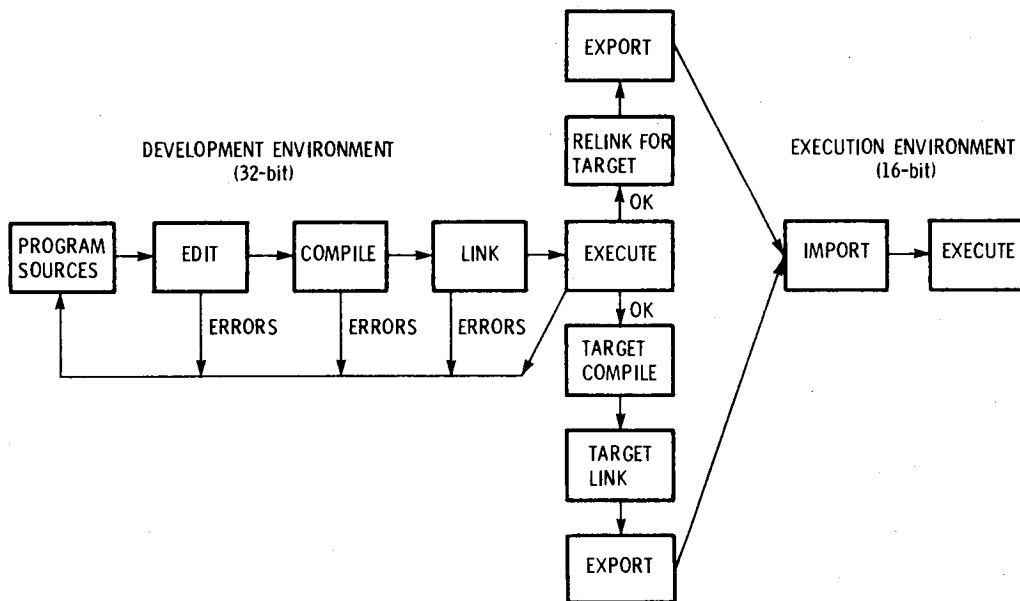 EXPORT
RELINK FOR
TARGET
OK
DEVELOPMENT ENVIRONMENT
(32-bit)
EXECUTION ENVIRONMENT
(16-bit)
PROGRAM
SOURCES
EDIT
COMPILE
LINK
EXECUTE
IMPORT
EXECUTE
ERRORS
ERRORS
ERRORS
OK
TARGET
COMPILE
TARGET
LINK
EXPORT